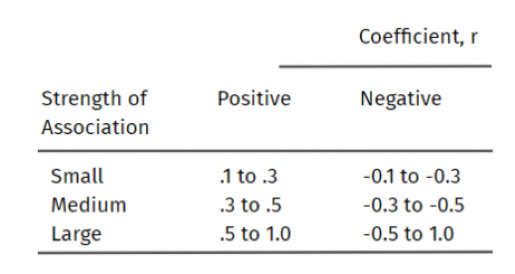 Coefficient, r
Strength of Association Positive Negative
Small .1 to .3 -0.1 to -0.3
Medium .3 to .5 -0.3 to -0.5
Large .5 to 1.0 -0.5 to 1.0